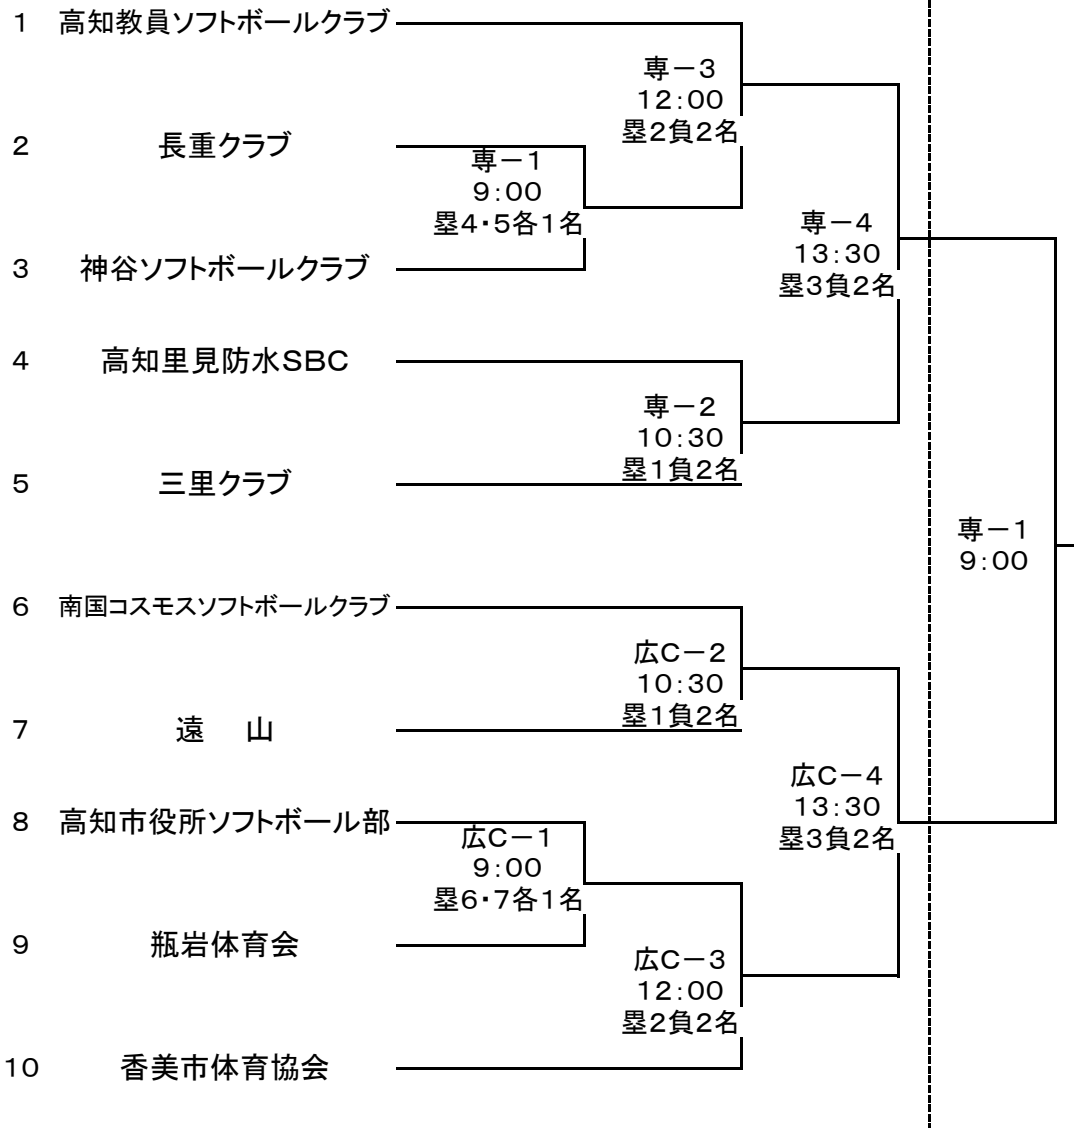 1 高知教員ソフトボールクラブ
専－3
12:00
塁2負2名
2 長重クラブ
専－1
9:00
塁4・5各1名
専－4
13:30
塁3負2名
3 神谷ソフトボールクラブ
4 高知里見防水SBC
専－2
10:30
塁1負2名
5 三里クラブ
専－1
9:00
6 南国コスモスソフトボールクラブ
広C－2
10:30
塁1負2名
7 遠　山
広C－4
13:30
塁3負2名
8 高知市役所ソフトボール部
広C－1
9:00
塁6・7各1名
9 瓶岩体育会
広C－3
12:00
塁2負2名
10 香美市体育協会